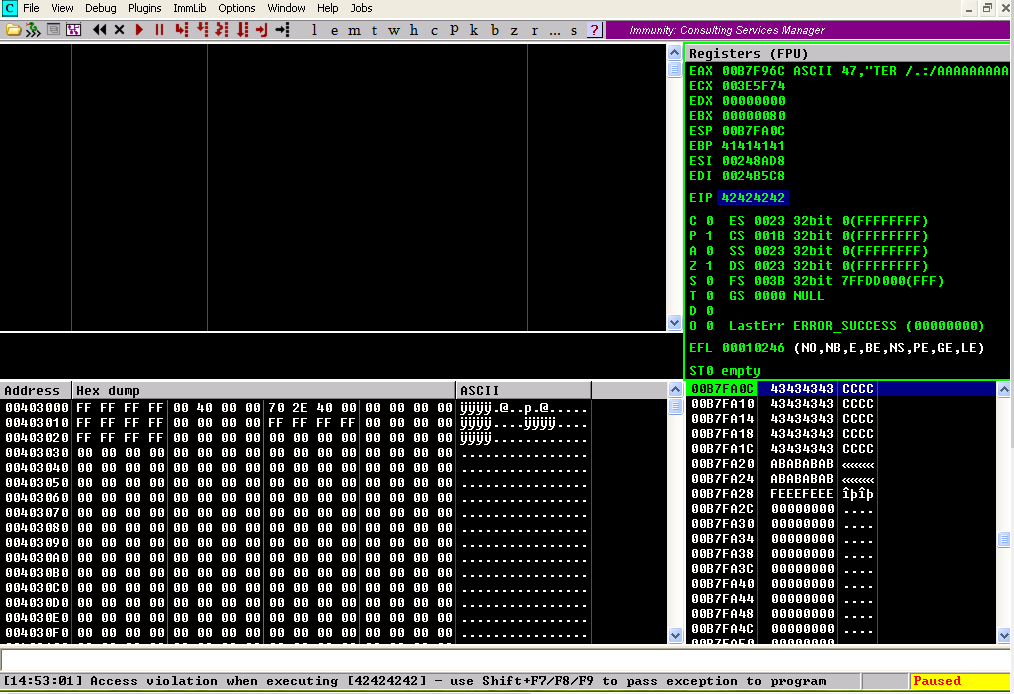 File View Debug Plugins ImmLib Options Window Help Jobs
l e m t w h c P k b z r ... s ? Immunity: Consulting Services Manager
Registers (FPU)
EAX 00B7F96C ASCII 47,"TER /.:/AAAAAAAAA
ECX 003E5F74
EDX 00000000
EBX 00000080
ESP 00B7FA0C
EBP 41414141
ESI 00248AD8
EDI 0024B5C8
EIP 42424242
C 0 ES 0023 32bit 0(FFFFFFFF)
P 1 CS 001B 32bit 0(FFFFFFFF)
A 0 SS 0023 32bit 0(FFFFFFFF)
Z 1 DS 0023 32bit 0(FFFFFFFF)
S 0 FS 003B 32bit 7FFDD000(FFF)
T 0 GS 0000 NULL
D 0
O 0 LastErr ERROR_SUCCESS (00000000)
EFL 00010246 (NO,NB,E,BE,NS,PE,GE,LE)
ST0 empty
Address Hex dump ASCII
00403000 FF FF FF FF 00 40 00 00 70 2E 40 00 00 00 00 00 ÿÿÿÿ.@..p.@.....
00403010 FF FF FF FF 00 00 00 00 FF FF FF FF 00 00 00 00 ÿÿÿÿ....ÿÿÿÿ....
00403020 FF FF FF FF 00 00 00 00 00 00 00 00 00 00 00 00 ÿÿÿÿ............
00403030 00 00 00 00 00 00 00 00 00 00 00 00 00 00 00 00 ................
00403040 00 00 00 00 00 00 00 00 00 00 00 00 00 00 00 00 ................
00403050 00 00 00 00 00 00 00 00 00 00 00 00 00 00 00 00 ................
00403060 00 00 00 00 00 00 00 00 00 00 00 00 00 00 00 00 ................
00403070 00 00 00 00 00 00 00 00 00 00 00 00 00 00 00 00 ................
00403080 00 00 00 00 00 00 00 00 00 00 00 00 00 00 00 00 ................
00403090 00 00 00 00 00 00 00 00 00 00 00 00 00 00 00 00 ................
004030A0 00 00 00 00 00 00 00 00 00 00 00 00 00 00 00 00 ................
004030B0 00 00 00 00 00 00 00 00 00 00 00 00 00 00 00 00 ................
004030C0 00 00 00 00 00 00 00 00 00 00 00 00 00 00 00 00 ................
004030D0 00 00 00 00 00 00 00 00 00 00 00 00 00 00 00 00 ................
004030E0 00 00 00 00 00 00 00 00 00 00 00 00 00 00 00 00 ................
004030F0 00 00 00 00 00 00 00 00 00 00 00 00 00 00 00 00 ................
00B7FA0C 43434343 CCCC
00B7FA10 43434343 CCCC
00B7FA14 43434343 CCCC
00B7FA18 43434343 CCCC
00B7FA1C 43434343 CCCC
00B7FA20 ABABABAB ««««
00B7FA24 ABABABAB ««««
00B7FA28 FEEEFEEE îþîþ
00B7FA2C 00000000 ....
00B7FA30 00000000 ....
00B7FA34 00000000 ....
00B7FA38 00000000 ....
00B7FA3C 00000000 ....
00B7FA40 00000000 ....
00B7FA44 00000000 ....
00B7FA48 00000000 ....
00B7FA4C 00000000 ....
00B7FA50 00000000 ....
[14:53:01] Access violation when executing [42424242] - use Shift+F7/F8/F9 to pass exception to program Paused